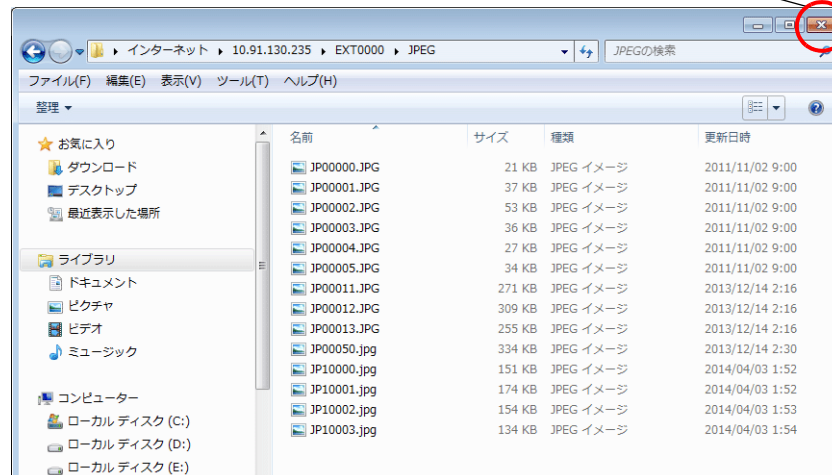 インターネット ▸ 10.91.130.235 ▸ EXT0000 ▸ JPEG JPEGの検索
ファイル(F) 編集(E) 表示(V) ツール(T) ヘルプ(H)
整理
お気に入り
ダウンロード
デスクトップ
最近表示した場所
ライブラリ
ドキュメント
ピクチャ
ビデオ
ミュージック
コンピューター
ローカル ディスク (C:)
ローカル ディスク (D:)
ローカル ディスク (E:)
名前 サイズ 種類 更新日時
JP00000.JPG 21 KB JPEG イメージ 2011/11/02 9:00
JP00001.JPG 37 KB JPEG イメージ 2011/11/02 9:00
JP00002.JPG 53 KB JPEG イメージ 2011/11/02 9:00
JP00003.JPG 36 KB JPEG イメージ 2011/11/02 9:00
JP00004.JPG 27 KB JPEG イメージ 2011/11/02 9:00
JP00005.JPG 34 KB JPEG イメージ 2011/11/02 9:00
JP00011.JPG 271 KB JPEG イメージ 2013/12/14 2:16
JP00012.JPG 309 KB JPEG イメージ 2013/12/14 2:16
JP00013.JPG 255 KB JPEG イメージ 2013/12/14 2:16
JP00050.jpg 334 KB JPEG イメージ 2013/12/14 2:30
JP10000.jpg 151 KB JPEG イメージ 2014/04/03 1:52
JP10001.jpg 174 KB JPEG イメージ 2014/04/03 1:52
JP10002.jpg 154 KB JPEG イメージ 2014/04/03 1:53
JP10003.jpg 134 KB JPEG イメージ 2014/04/03 1:54